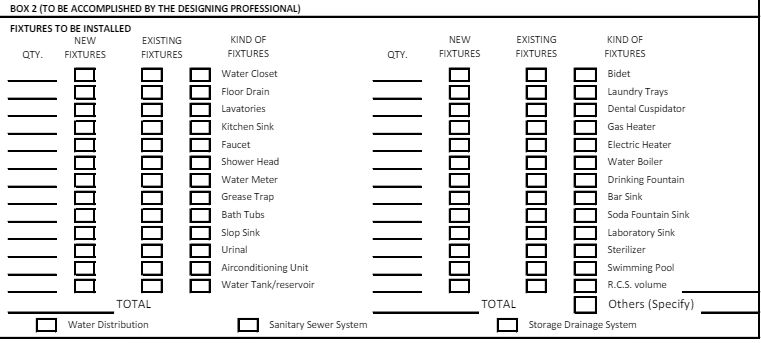 BOX 2 (TO BE ACCOMPLISHED BY THE DESIGNING PROFESSIONAL)
FIXTURES TO BE INSTALLED
QTY. NEW FIXTURES EXISTING FIXTURES KIND OF FIXTURES QTY. NEW FIXTURES EXISTING FIXTURES KIND OF FIXTURES
Water Closet Bidet
Floor Drain Laundry Trays
Lavatories Dental Cuspidator
Kitchen Sink Gas Heater
Faucet Electric Heater
Shower Head Water Boiler
Water Meter Drinking Fountain
Grease Trap Bar Sink
Bath Tubs Soda Fountain Sink
Slop Sink Laboratory Sink
Urinal Sterilizer
Airconditioning Unit Swimming Pool
Water Tank/reservoir R.C.S. volume
TOTAL TOTAL Others (Specify)
Water Distribution Sanitary Sewer System Storage Drainage System